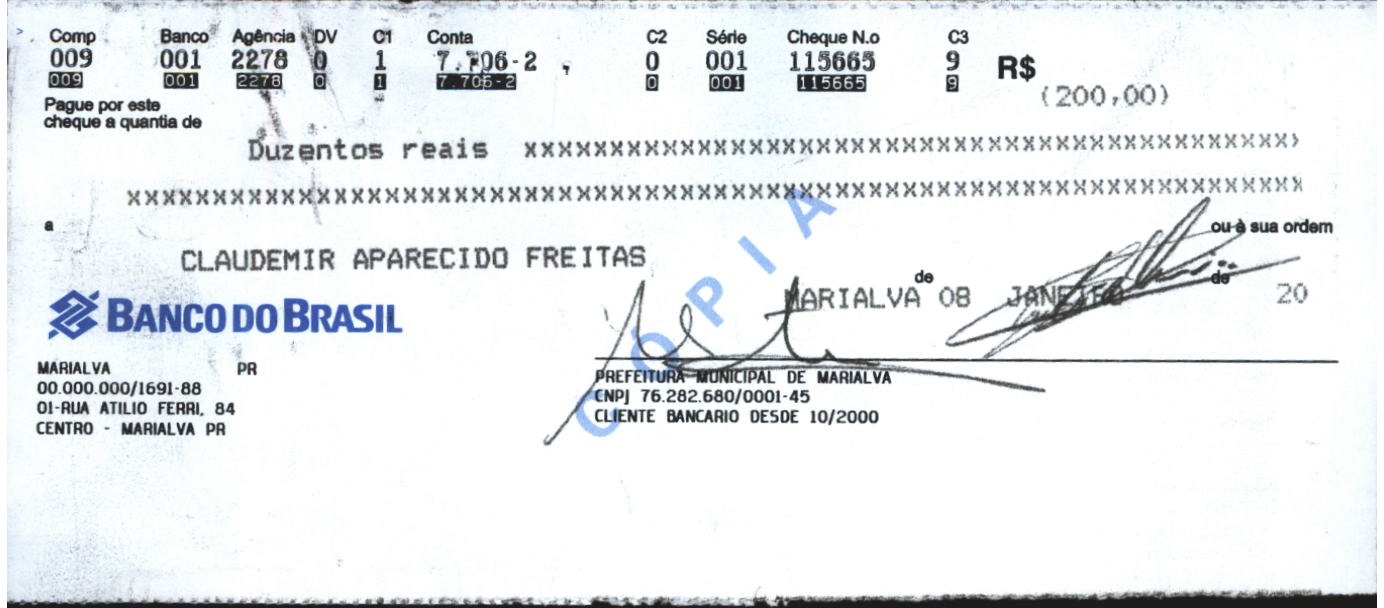 Comp Banco Agência DV C1 Conta C2 Série Cheque N.o C3
009 001 2278 0 1 7.706-2 0 001 115665 9 R$
009 001 2278 0 1 7.706-2 0 001 115665 9
(200,00)
Pague por este
cheque a quantia de
Duzentos reais xxxxxxxxxxxxxxxxxxxxxxxxxxxxxxxxxxxxxxxxxxxxxxxxxxxxxx
xxxxxxxxxxxxxxxxxxxxxxxxxxxxxxxxxxxxxxxxxxxxxxxxxxxxxxxxxxxxxxxxxxxxxxxxxxxxxxxx
a
ou à sua ordem
CLAUDEMIR APARECIDO FREITAS
MARIALVA de 08 JANEIRO de 20
BANCO DO BRASIL
COPIA
MARIALVA PR
00.000.000/1691-88
01-RUA ATILIO FERRI, 84
CENTRO - MARIALVA PR
PREFEITURA MUNICIPAL DE MARIALVA
CNPJ 76.282.680/0001-45
CLIENTE BANCARIO DESDE 10/2000